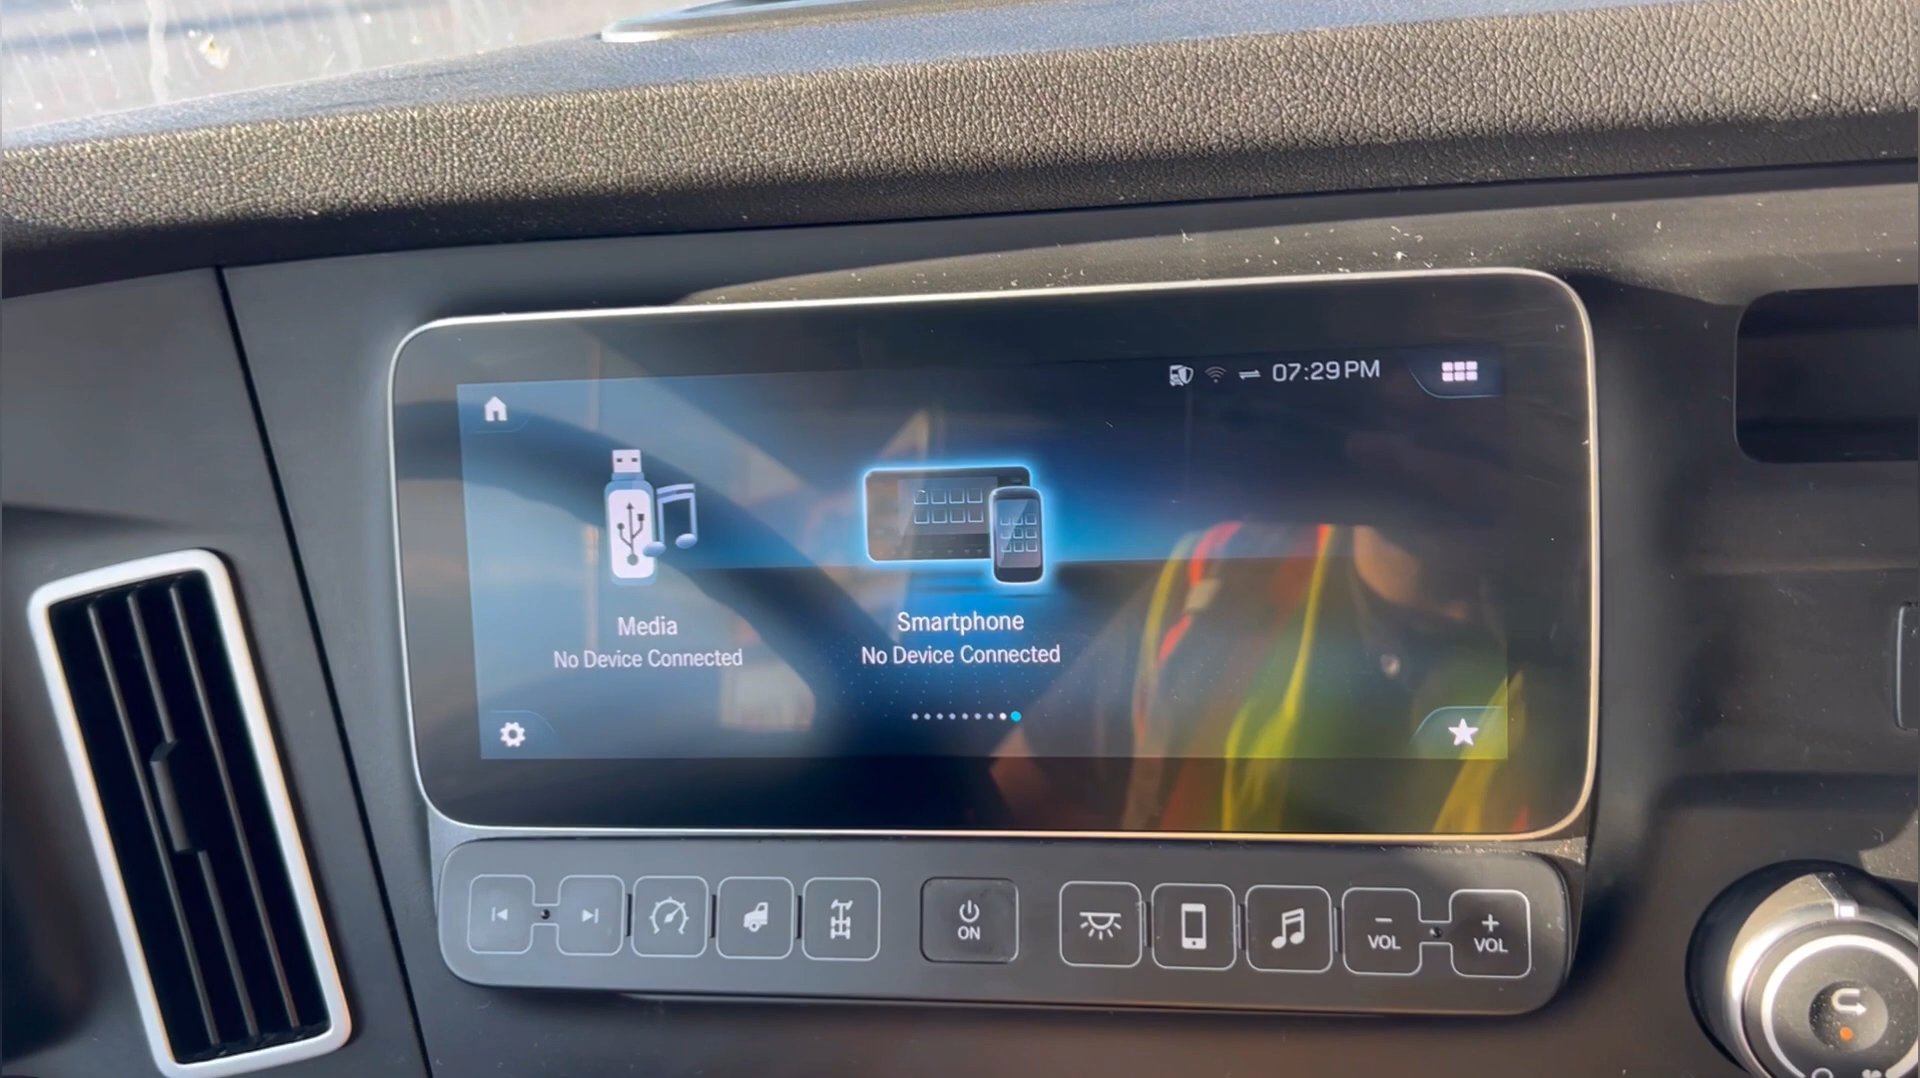 07:29 PM
Media
No Device Connected
Smartphone
No Device Connected
ON
VOL
VOL